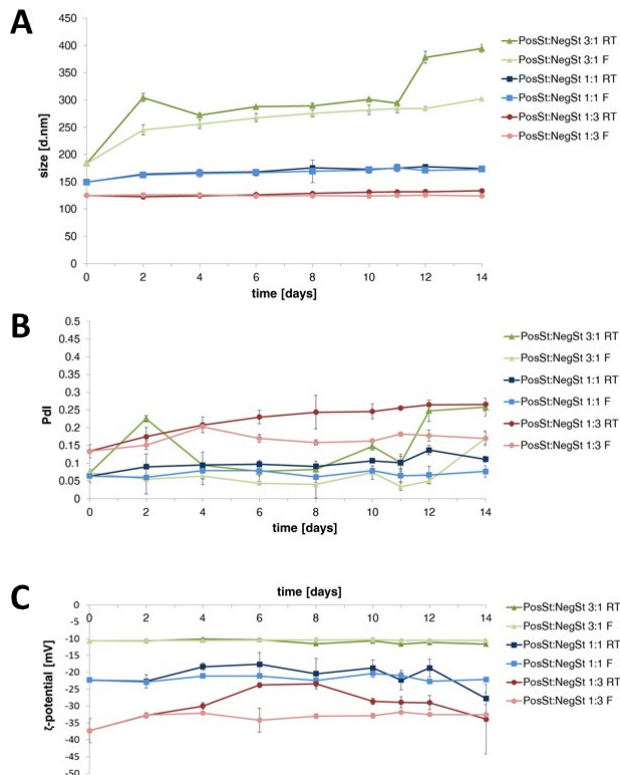 A
450
400
350
300
250
200
150
100
50
0
size [d.nm]
0 2 4 6 8 10 12 14
time [days]
PosSt:NegSt 3:1 RT
PosSt:NegSt 3:1 F
PosSt:NegSt 1:1 RT
PosSt:NegSt 1:1 F
PosSt:NegSt 1:3 RT
PosSt:NegSt 1:3 F
B
0.5
0.45
0.4
0.35
0.3
0.25
0.2
0.15
0.1
0.05
0
PdI
0 2 4 6 8 10 12 14
time [days]
PosSt:NegSt 3:1 RT
PosSt:NegSt 3:1 F
PosSt:NegSt 1:1 RT
PosSt:NegSt 1:1 F
PosSt:NegSt 1:3 RT
PosSt:NegSt 1:3 F
C
time [days]
0 2 4 6 8 10 12 14
0
-5
-10
-15
-20
-25
-30
-35
-40
-45
-50
ζ-potential [mV]
PosSt:NegSt 3:1 RT
PosSt:NegSt 3:1 F
PosSt:NegSt 1:1 RT
PosSt:NegSt 1:1 F
PosSt:NegSt 1:3 RT
PosSt:NegSt 1:3 F